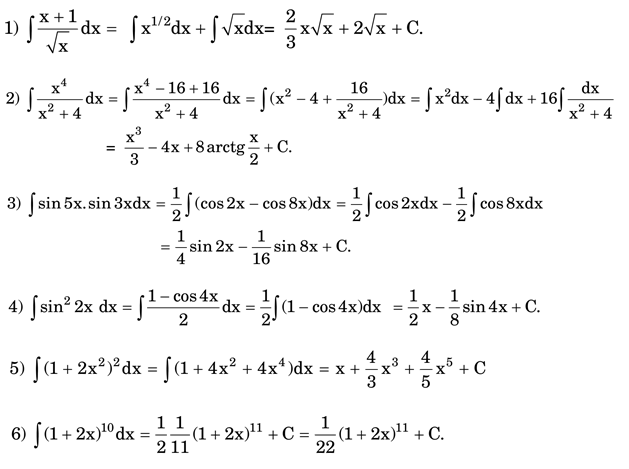 1) ∫ (x + 1)/√x dx = ∫ x^{1/2}dx + ∫ √x dx = 2/3 x√x + 2√x + C.
2) ∫ x⁴/(x² + 4) dx = ∫ (x⁴ − 16 + 16)/(x² + 4) dx = ∫ (x² − 4 + 16/(x² + 4))dx = ∫ x²dx − 4∫ dx + 16∫ dx/(x² + 4)
= x³/3 − 4x + 8 arctg x/2 + C.
3) ∫ sin 5x. sin 3xdx = 1/2 ∫ (cos 2x − cos 8x)dx = 1/2 ∫ cos 2xdx − 1/2 ∫ cos 8xdx
= 1/4 sin 2x − 1/16 sin 8x + C.
4) ∫ sin² 2x dx = ∫ (1 − cos 4x)/2 dx = 1/2 ∫ (1 − cos 4x)dx = 1/2 x − 1/8 sin 4x + C.
5) ∫ (1 + 2x²)²dx = ∫ (1 + 4x² + 4x⁴)dx = x + 4/3 x³ + 4/5 x⁵ + C
6) ∫ (1 + 2x)¹⁰dx = 1/2 1/11 (1 + 2x)¹¹ + C = 1/22 (1 + 2x)¹¹ + C.